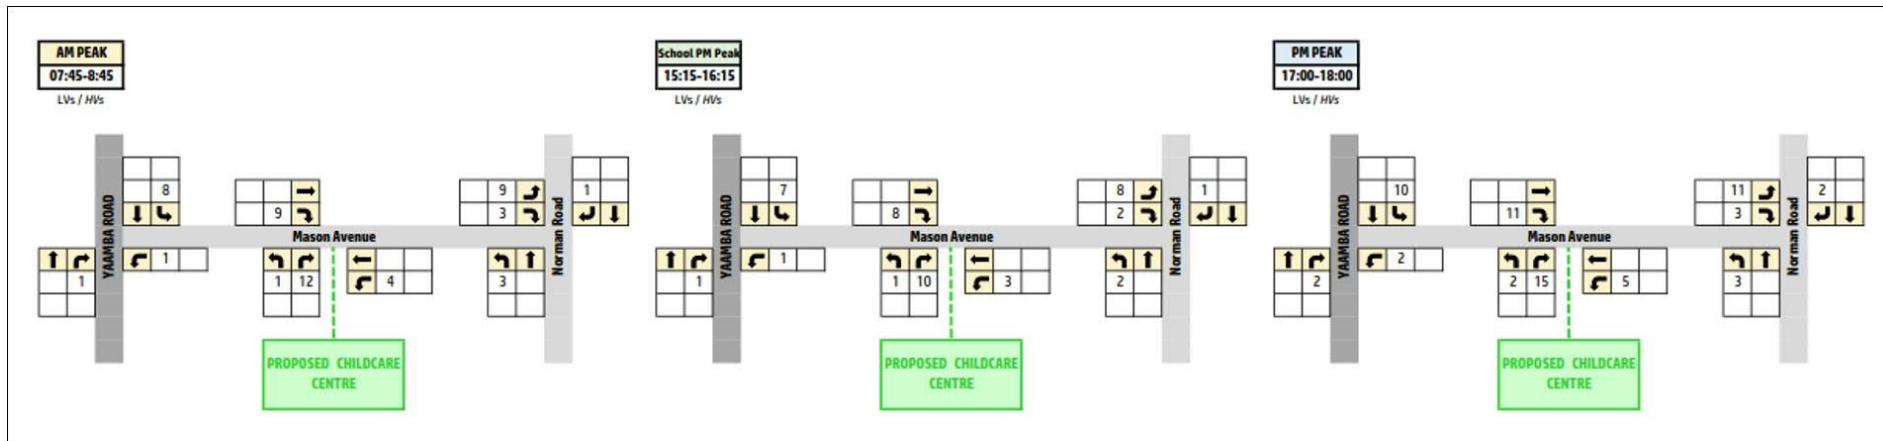 AM PEAK
07:45-8:45
LVs / HVs
8
9
9
3
1
YAAMBA ROAD
Mason Avenue
Norman Road
1
1
1 12
4
3
PROPOSED CHILDCARE
CENTRE
School PM Peak
15:15-16:15
LVs / HVs
7
8
8
2
1
YAAMBA ROAD
Mason Avenue
Norman Road
1
1
1 10
3
2
PROPOSED CHILDCARE
CENTRE
PM PEAK
17:00-18:00
LVs / HVs
10
11
11
3
2
YAAMBA ROAD
Mason Avenue
Norman Road
2
2
2 15
5
3
PROPOSED CHILDCARE
CENTRE